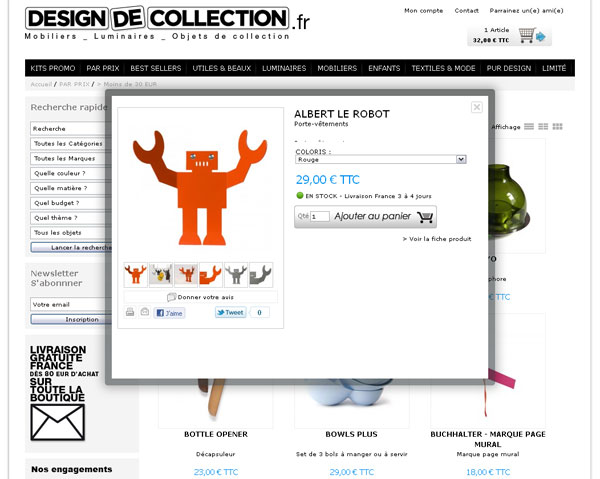 DESIGN DE COLLECTION.fr
Mobiliers _ Luminaires _ Objets de collection
Mon compte Contact Parrainez un(e) ami(e)
1 Article
32,00 € TTC
KITS PROMO PAR PRIX BEST SELLERS UTILES & BEAUX LUMINAIRES MOBILIERS ENFANTS TEXTILES & MODE PUR DESIGN LIMITÉ
Accueil / PAR PRIX / > Moins de 30 EUR
Recherche rapide
Recherche
Toutes les Catégories
Toutes les Marques
Quelle couleur ?
Quelle matière ?
Quel budget ?
Quel thème ?
Tous les objets
Lancer la recherche
Newsletter
S'abonnner
Votre email
Inscription
LIVRAISON
GRATUITE
FRANCE
DÈS 80 EUR D'ACHAT
SUR
TOUTE LA
BOUTIQUE
Nos engagements
ALBERT LE ROBOT
Porte-vêtements
COLORIS :
Rouge
29,00 € TTC
EN STOCK - Livraison France 3 à 4 jours
Qté 1 Ajouter au panier
> Voir la fiche produit
Donner votre avis
J'aime Tweet 0
Affichage
YO
phore
€ TTC
BOTTLE OPENER
Décapsuleur
23,00 € TTC
BOWLS PLUS
Set de 3 bols à manger ou à servir
29,00 € TTC
BUCHHALTER - MARQUE PAGE
MURAL
Marque page mural
18,00 € TTC